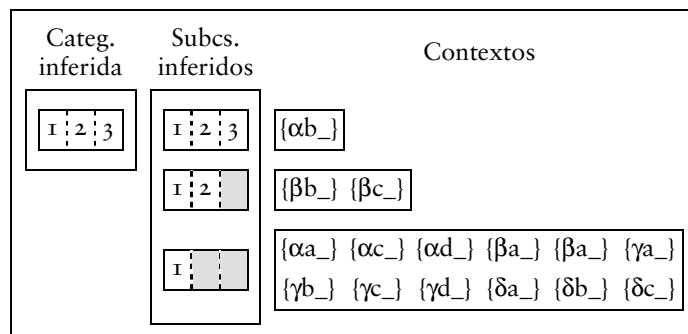 Categ. inferida
Subcs. inferidos
Contextos
1 2 3
1 2 3
{αb_}
1 2
{βb_} {βc_}
1
{αa_} {αc_} {αd_} {βa_} {βa_} {γa_}
{γb_} {γc_} {γd_} {δa_} {δb_} {δc_}